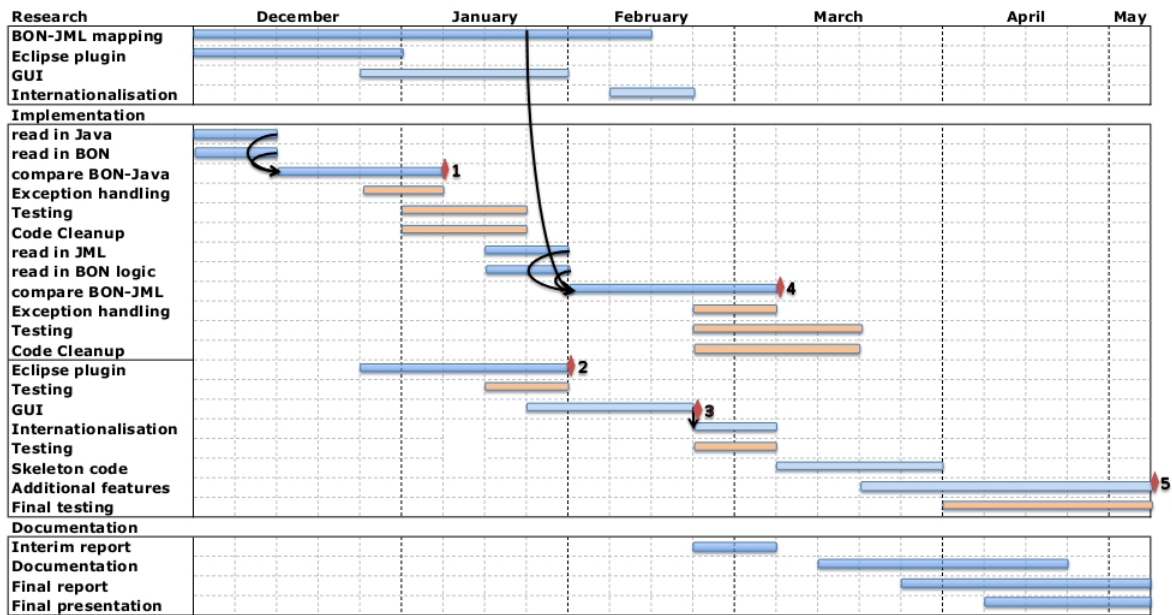 Research December January February March April May
BON-JML mapping
Eclipse plugin
GUI
Internationalisation
Implementation
read in Java
read in BON
compare BON-Java 1
Exception handling
Testing
Code Cleanup
read in JML
read in BON logic
compare BON-JML 4
Exception handling
Testing
Code Cleanup
Eclipse plugin 2
Testing
GUI 3
Internationalisation
Testing
Skeleton code
Additional features 5
Final testing
Documentation
Interim report
Documentation
Final report
Final presentation